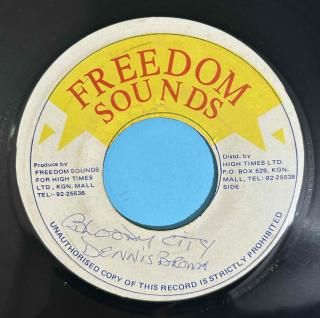 FREEDOM
SOUNDS
Produce by
FREEDOM SOUNDS
FOR HIGH TIMES
LTD, KGN. MALL
TEL:- 92-25538
Distd. by
HIGH TIMES LTD.
P.O. BOX 529, KGN.
MALL, TEL: 92-25538
SIDE
GLOOMY CITY
DENNIS BROWN
UNAUTHORISED COPY OF THIS RECORD IS STRICTLY PROHIBITED